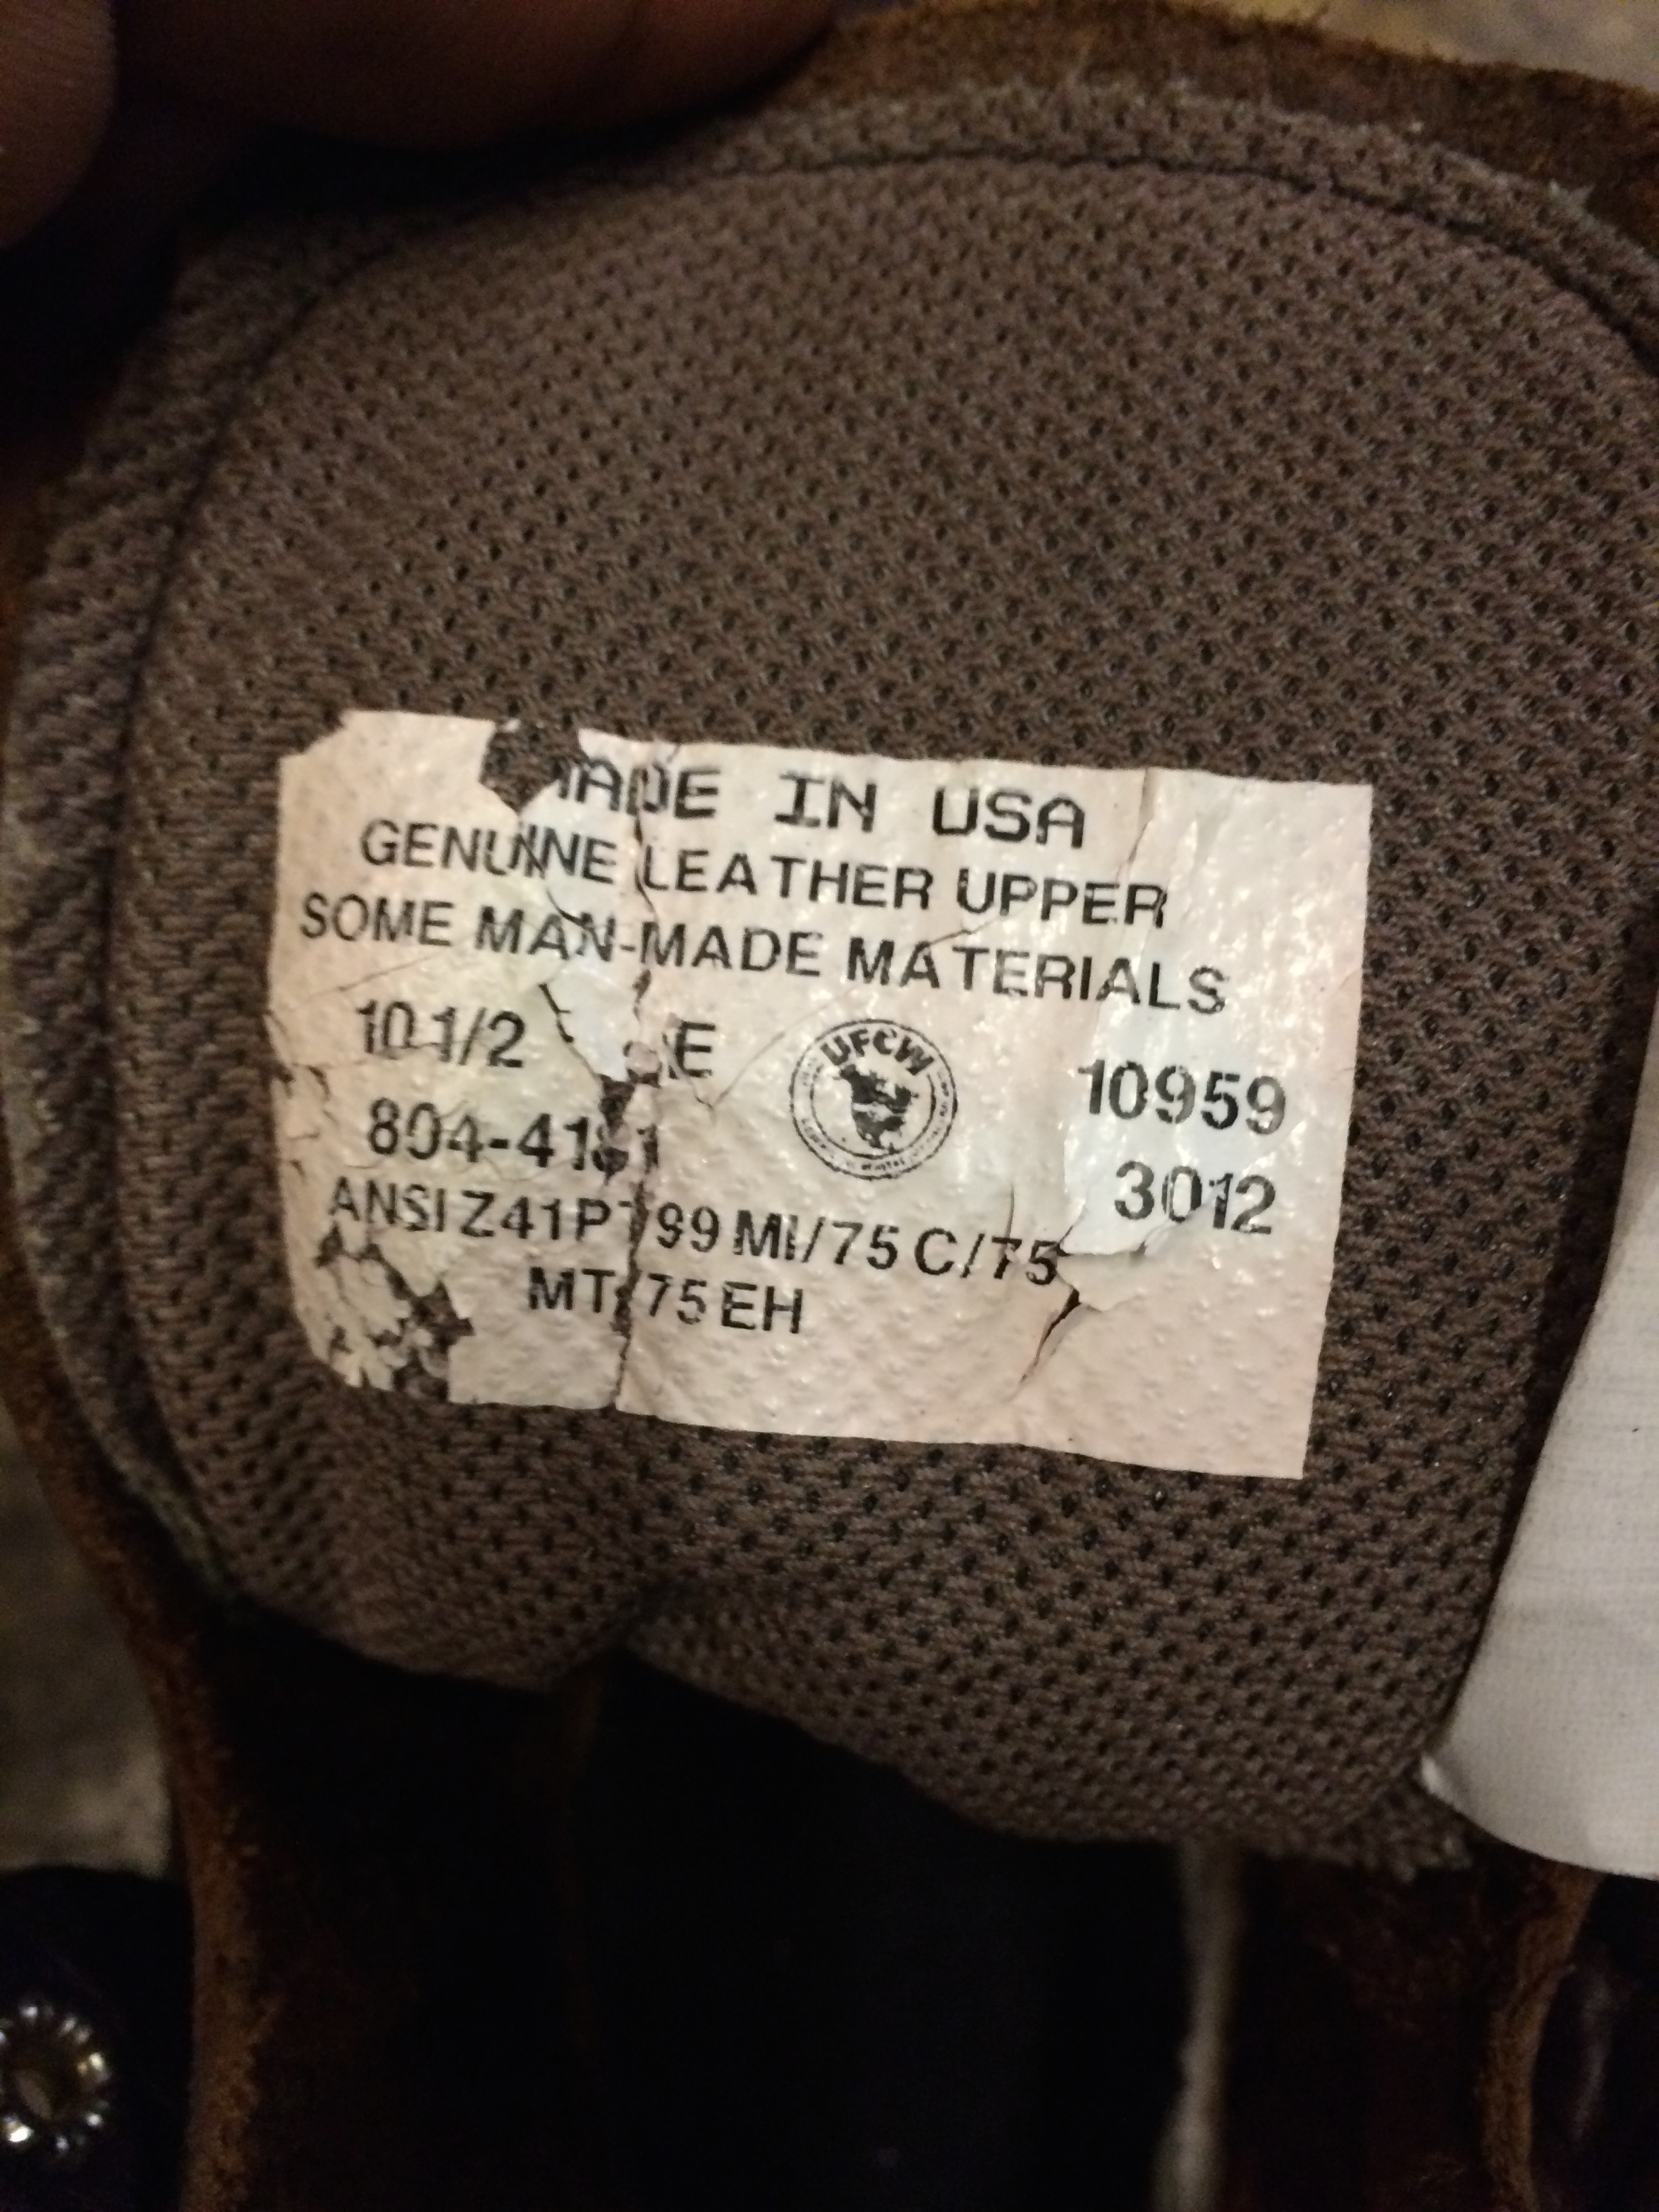 MADE IN USA
GENUINE LEATHER UPPER
SOME MAN-MADE MATERIALS
10 1/2 E
UFCW
10959
3012
ANSI Z41 PT 99 MI/75 C/75
MT/75 EH